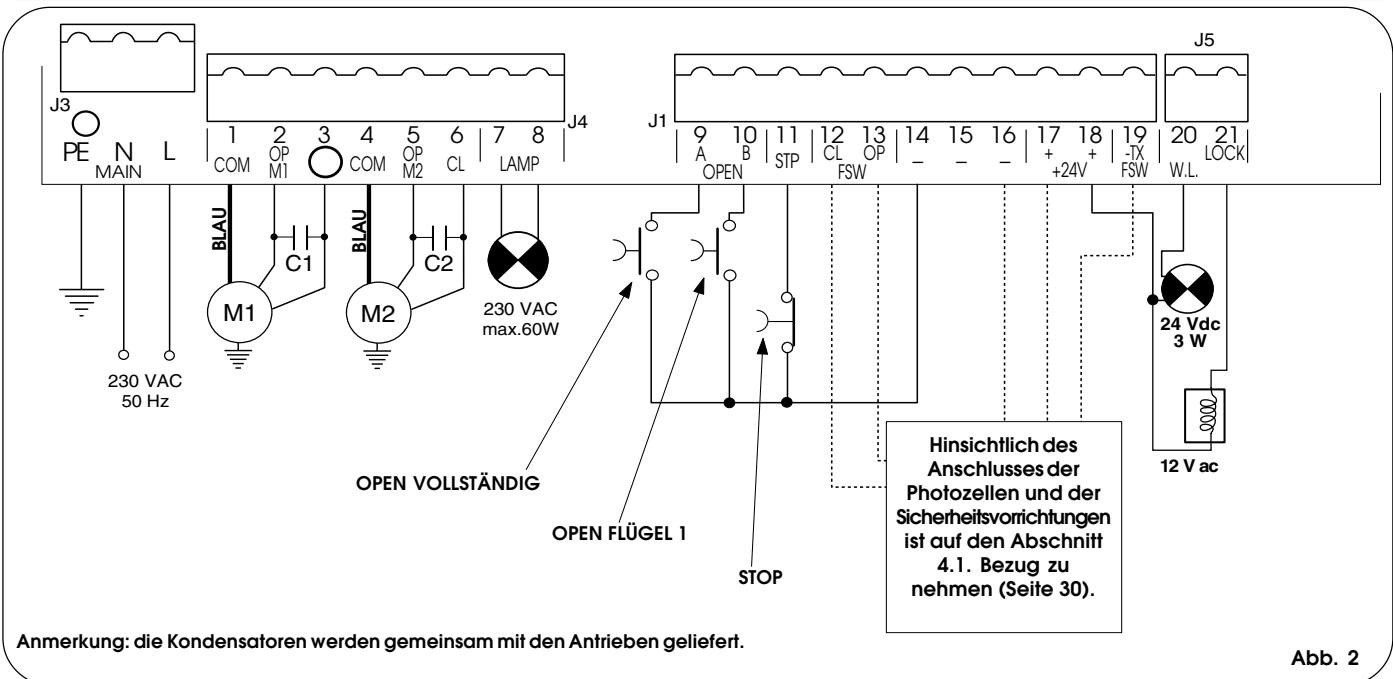 J3
PE N L
MAIN
1 2 3 4 5 6 7 8
J4
COM OP M1 COM OP M2 CL LAMP
BLAU
C1
M1
BLAU
C2
M2
230 VAC
max.60W
230 VAC
50 Hz
J1
9 10 11 12 13 14 15 16 17 18 19
A B STP CL OP – – – + + -TX
OPEN FSW +24V FSW
J5
20 21
LOCK
W.L.
24 Vdc
3 W
12 V ac
OPEN VOLLSTÄNDIG
OPEN FLÜGEL 1
STOP
Hinsichtlich des
Anschlusses der
Photozellen und der
Sicherheitsvorrichtungen
ist auf den Abschnitt
4.1. Bezug zu
nehmen (Seite 30).
Anmerkung: die Kondensatoren werden gemeinsam mit den Antrieben geliefert.
Abb. 2